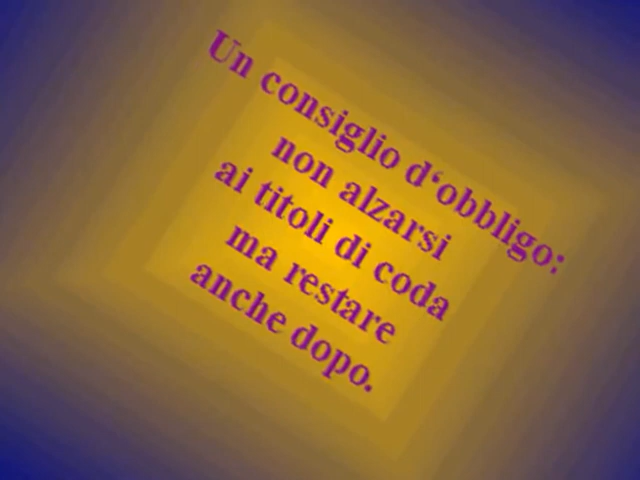 Un consiglio d‘obbligo:
non alzarsi
ai titoli di coda
ma restare
anche dopo.